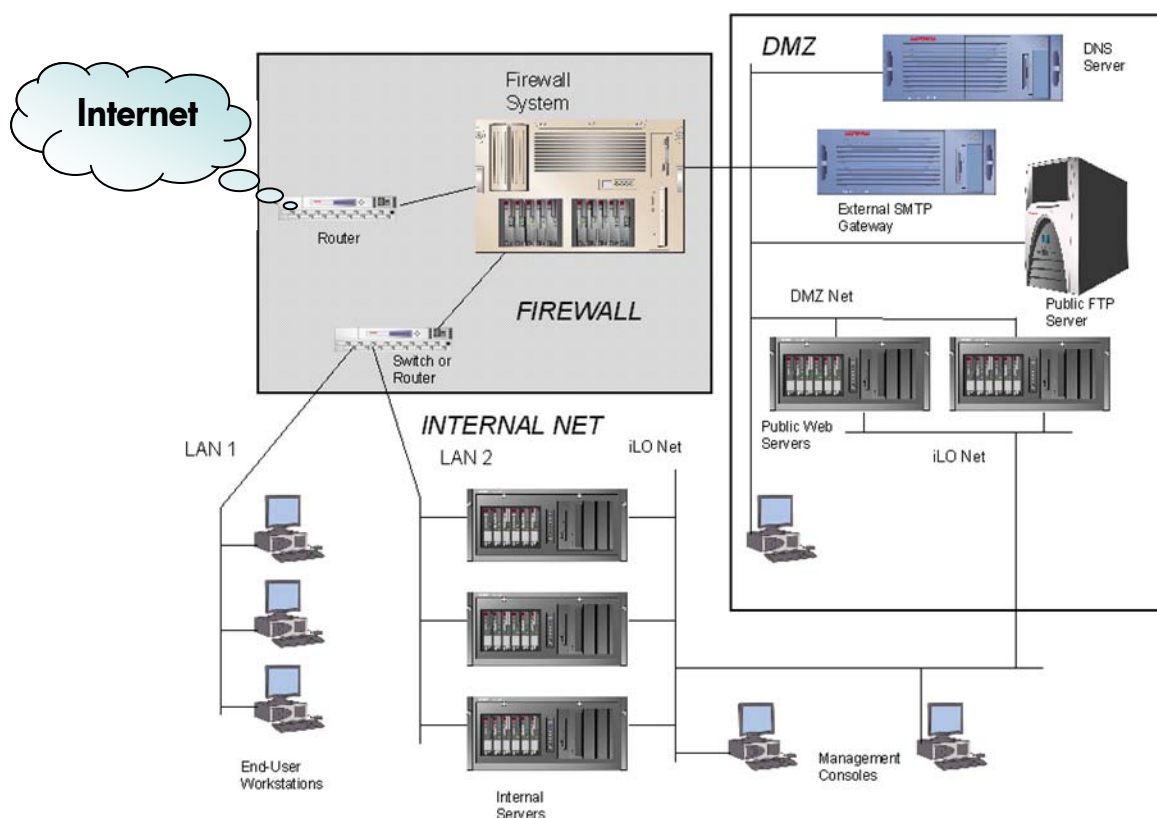 Internet
Firewall
System
Router
FIREWALL
Switch or
Router
DMZ
DNS
Server
External SMTP
Gateway
Public FTP
Server
DMZ Net
Public Web
Servers
iLO Net
INTERNAL NET
LAN 1
LAN 2
iLO Net
End-User
Workstations
Internal
Servers
Management
Consoles